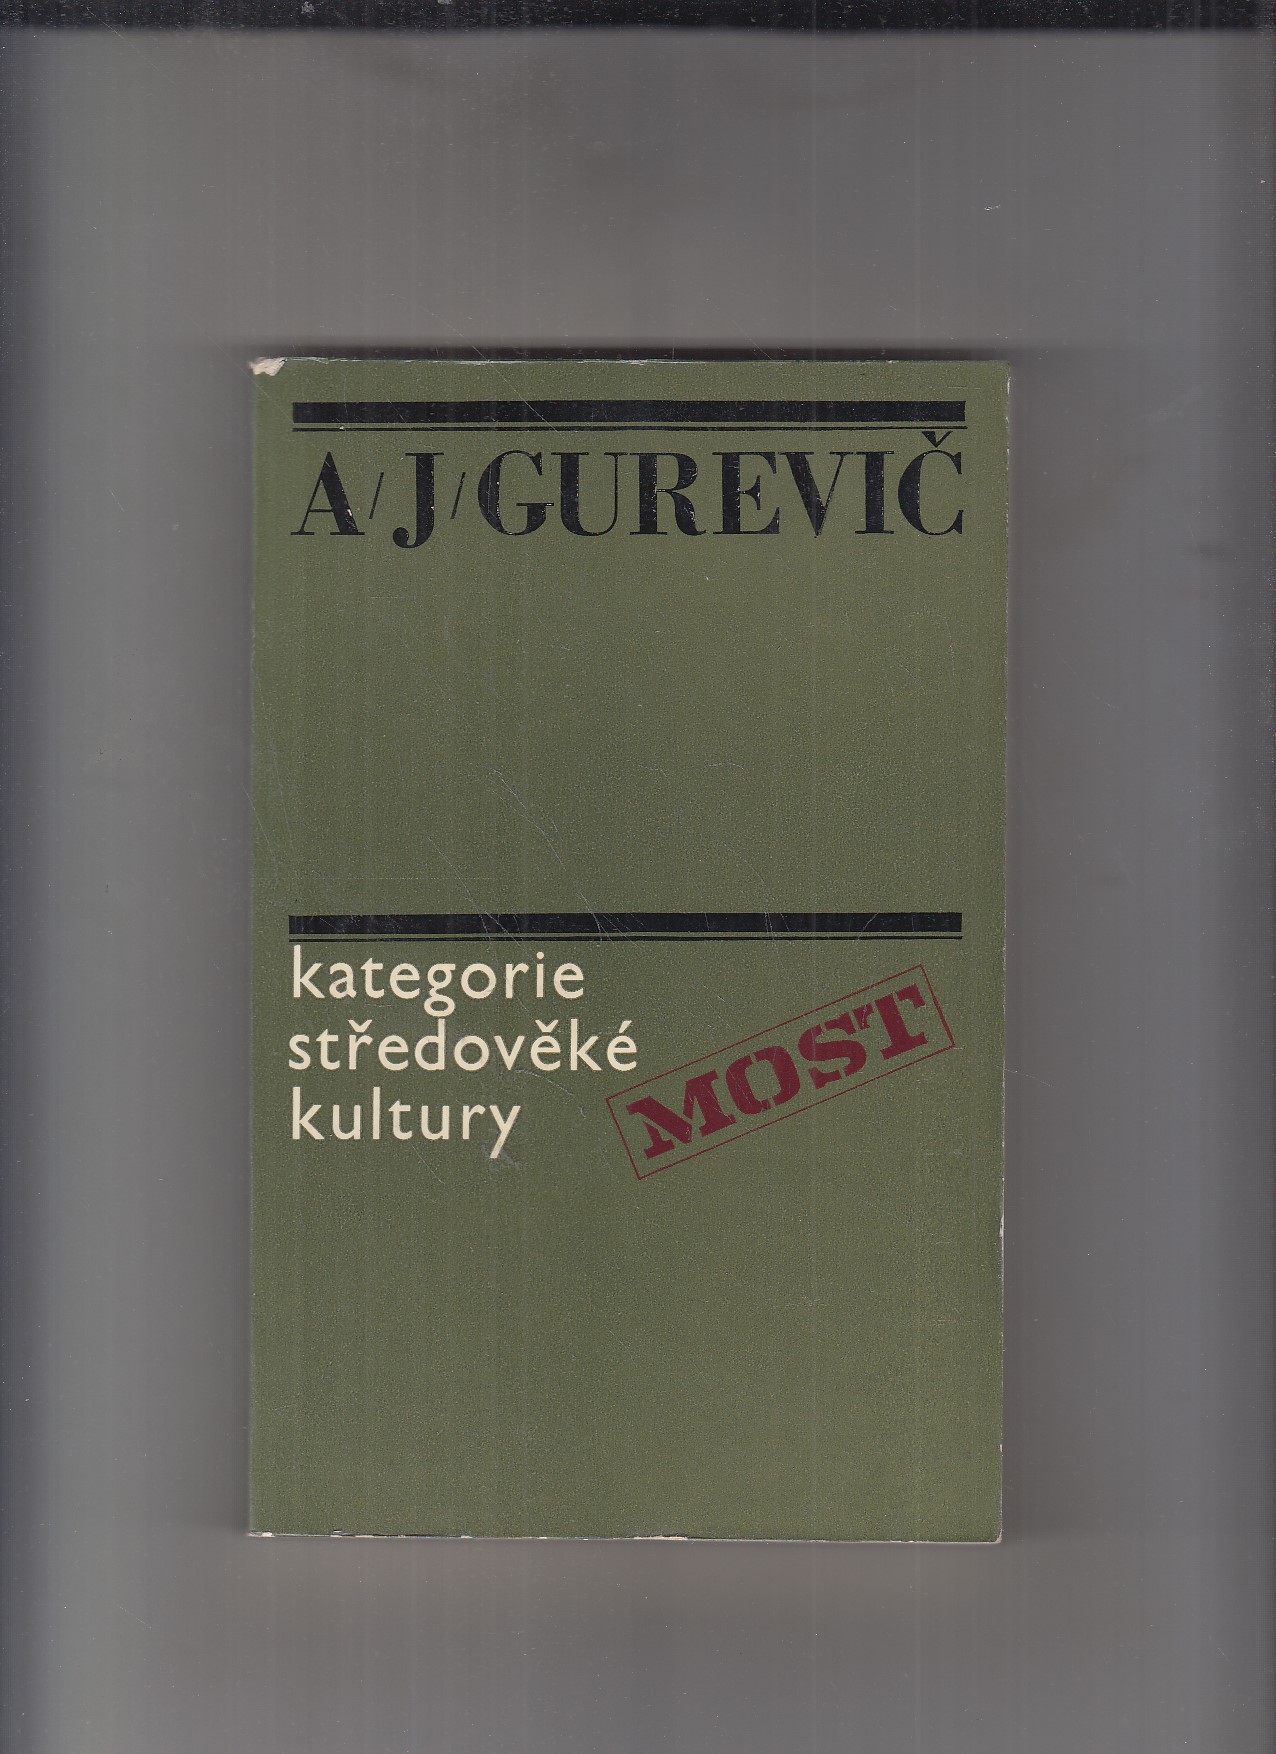 A/J/GUREVIČ
kategorie
středověké
kultury
MOST